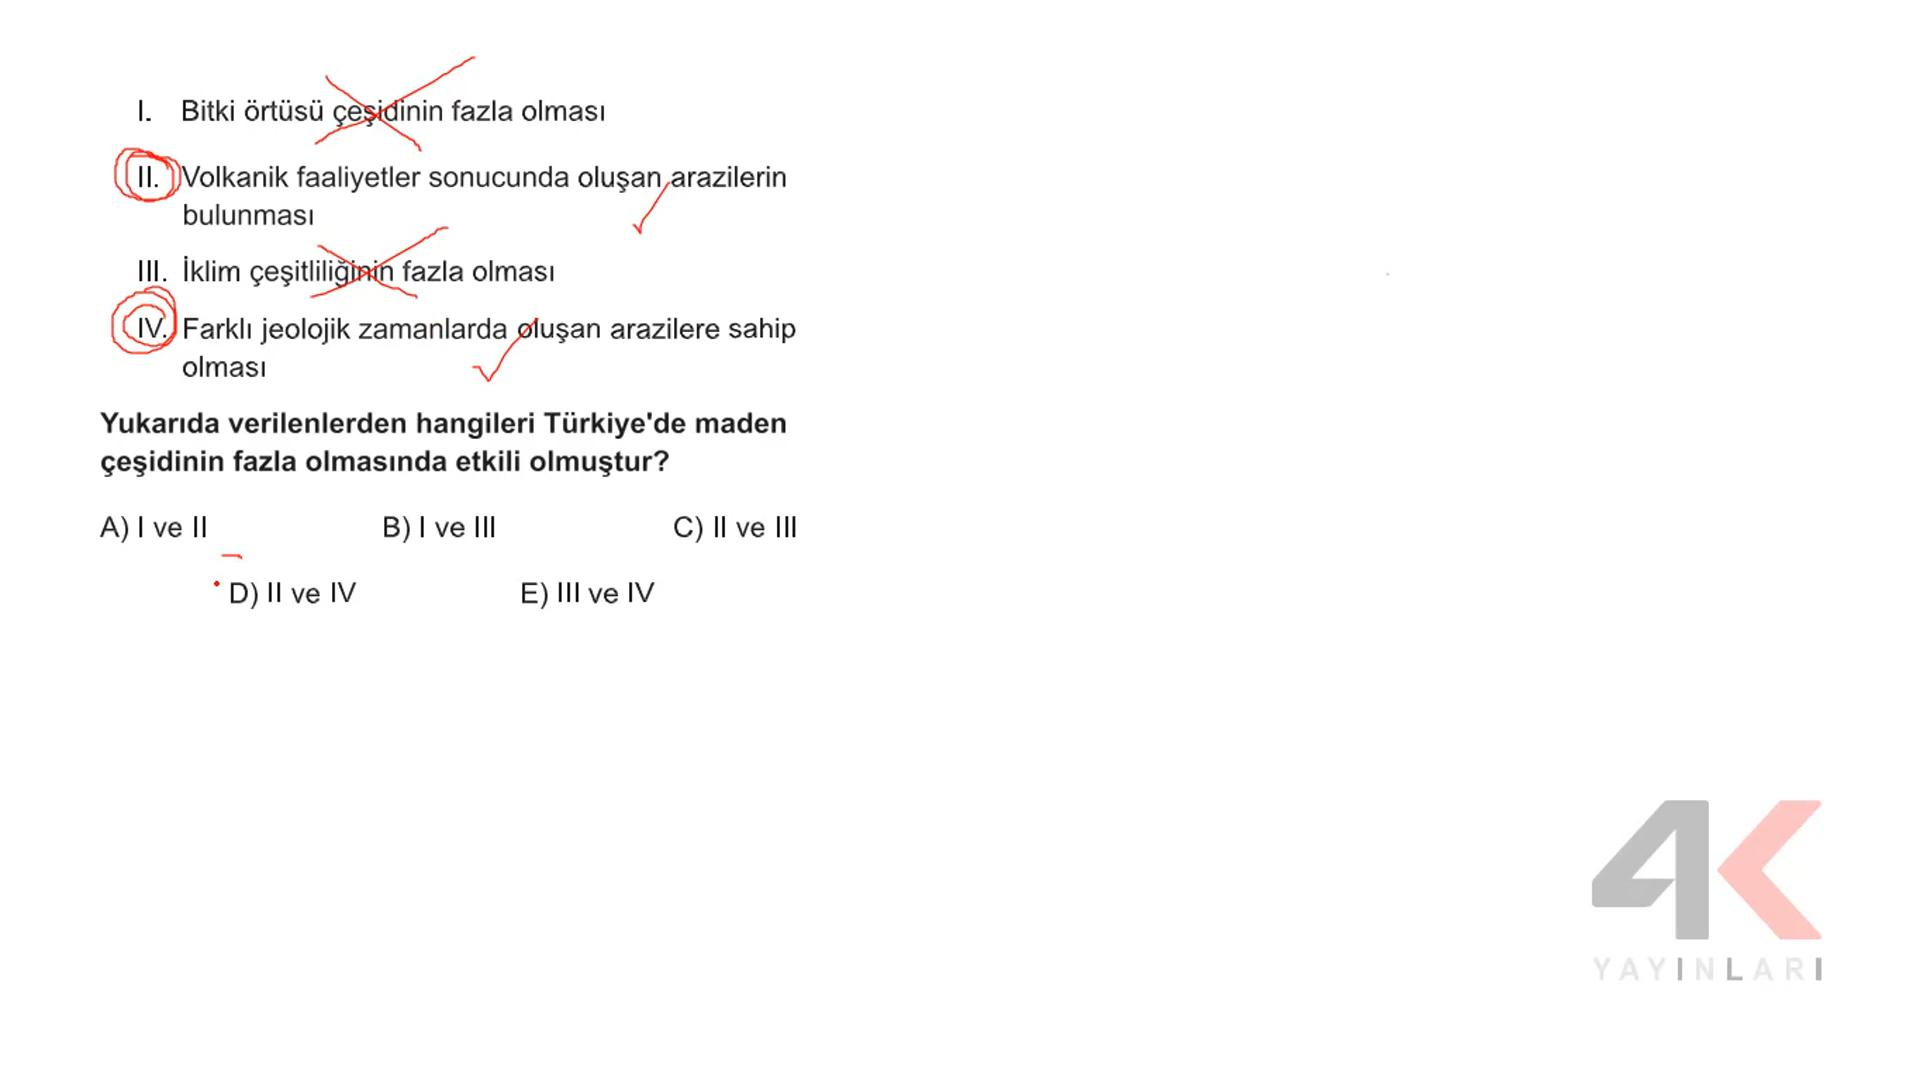 I. Bitki örtüsü çeşidinin fazla olması
II. Volkanik faaliyetler sonucunda oluşan arazilerin
bulunması
III. İklim çeşitliliğinin fazla olması
IV. Farklı jeolojik zamanlarda oluşan arazilere sahip
olması
Yukarıda verilenlerden hangileri Türkiye'de maden
çeşidinin fazla olmasında etkili olmuştur?
A) I ve II B) I ve III C) II ve III
D) II ve IV E) III ve IV
4K
YAYINLARI